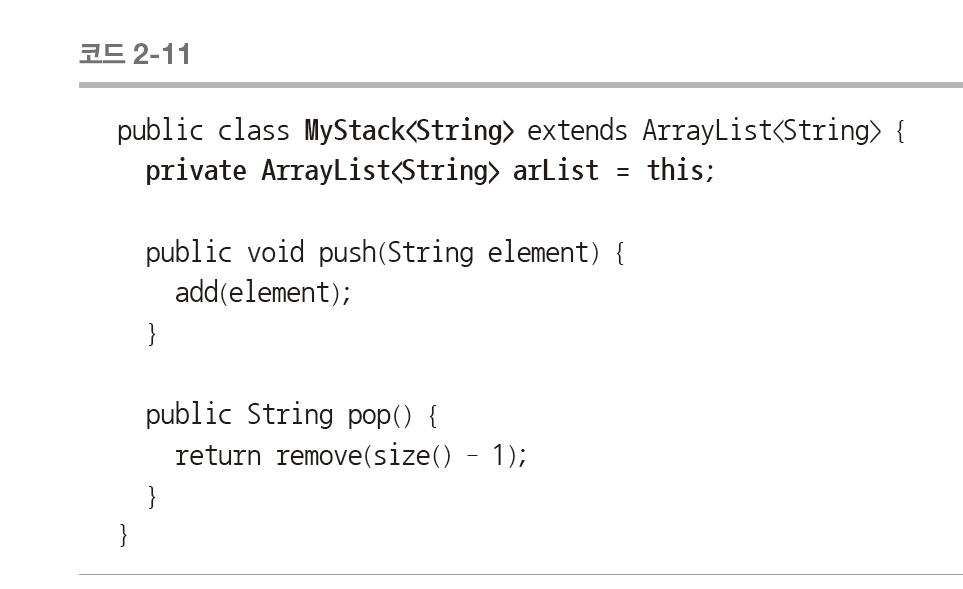 코드 2-11
public class MyStack<String> extends ArrayList<String> {
private ArrayList<String> arList = this;
public void push(String element) {
add(element);
}
public String pop() {
return remove(size() - 1);
}
}